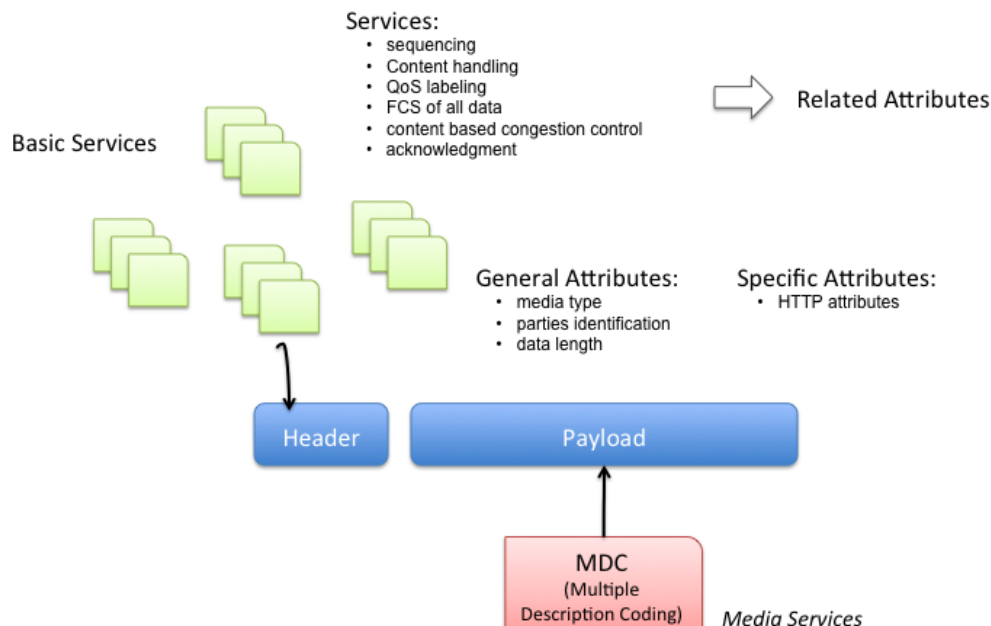 Services:
• sequencing
• Content handling
• QoS labeling
• FCS of all data
• content based congestion control
• acknowledgment
Related Attributes
Basic Services
General Attributes:
• media type
• parties identification
• data length
Specific Attributes:
• HTTP attributes
Header
Payload
MDC
(Multiple
Description Coding)
Media Services